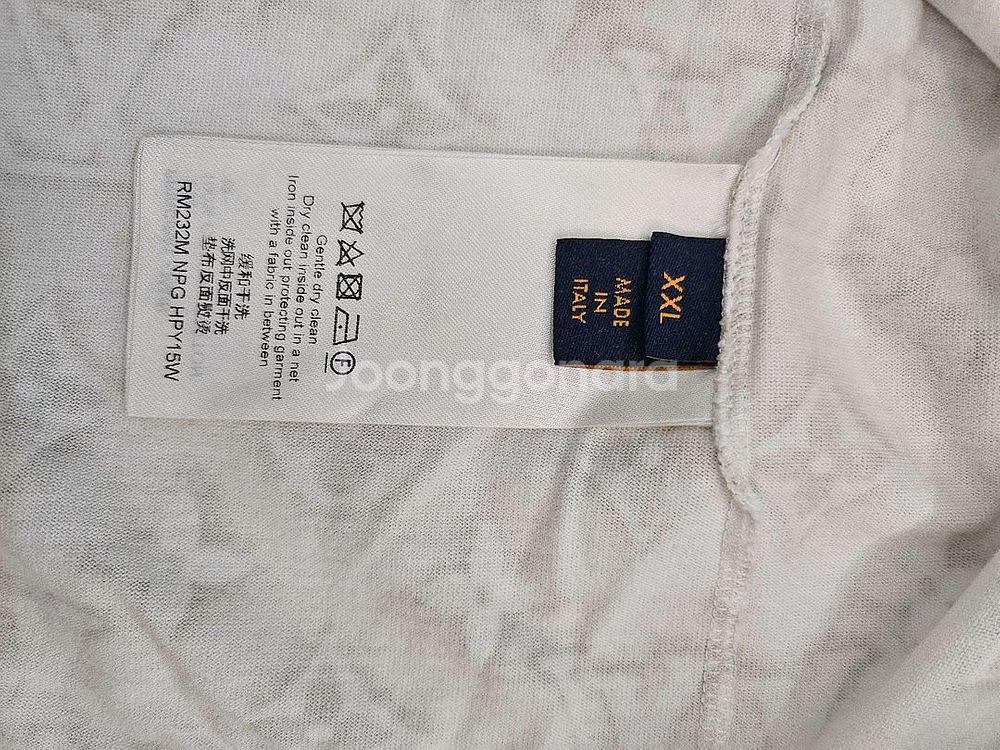 XXL
MADE
IN
ITALY
F
Gentle dry clean
Dry clean inside out in a net
Iron inside out protecting garment
with a fabric in between
缓和干洗
洗网中反面干洗
垫布反面熨烫
RM232M NPG HPY15W
Joonggonara